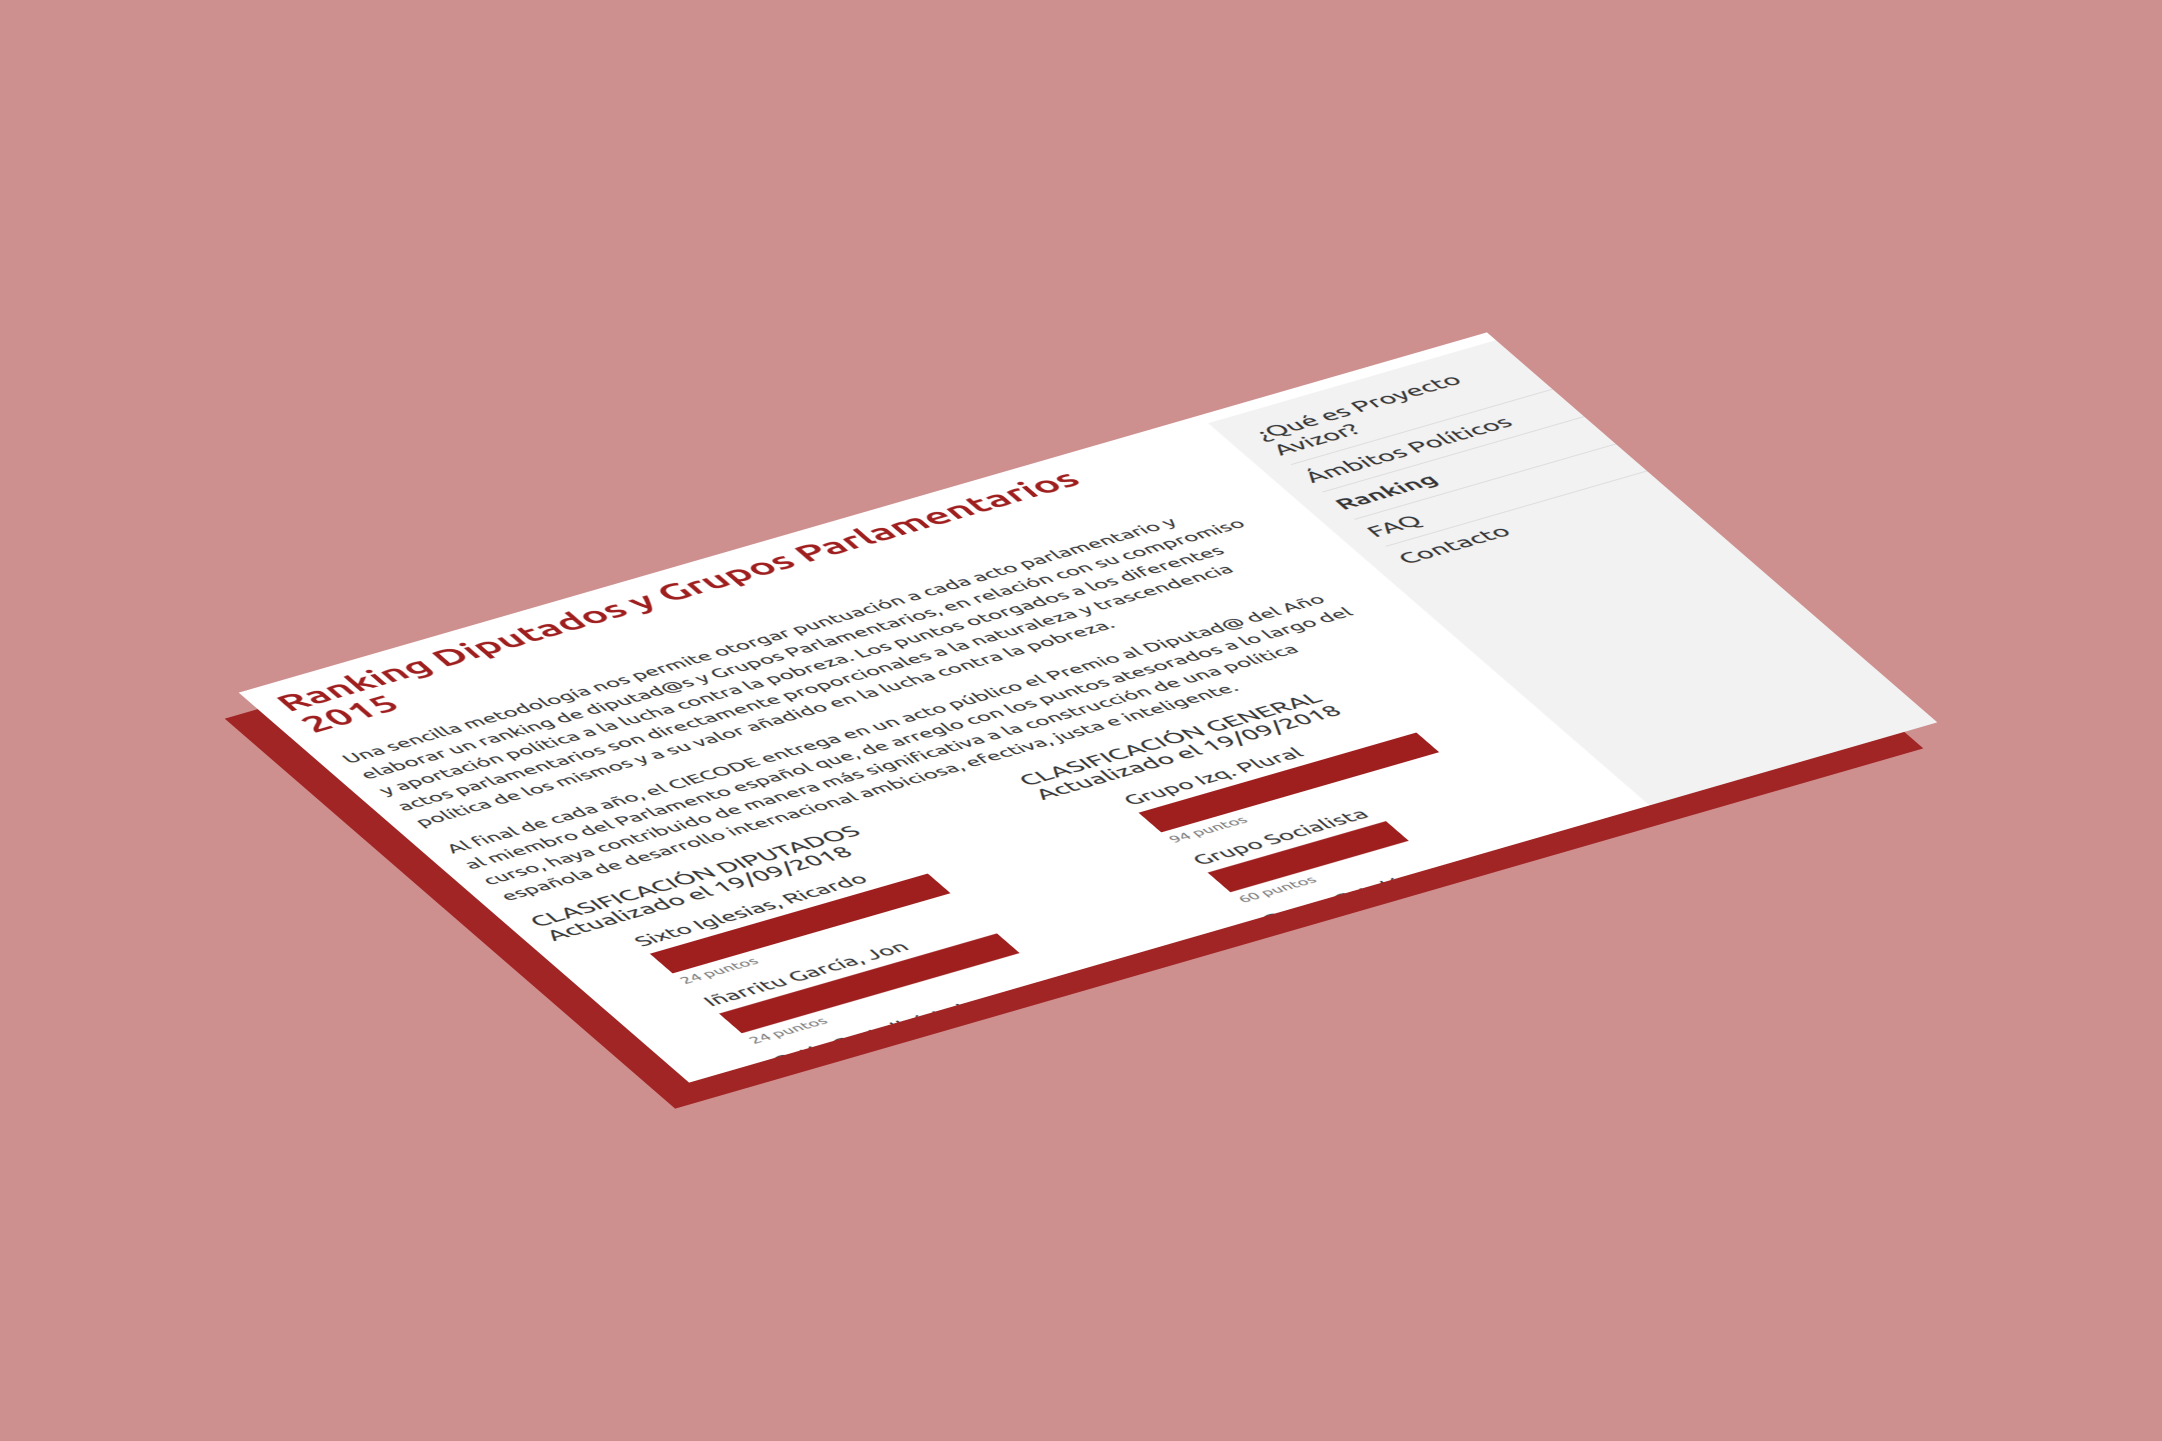 Ranking Diputados y Grupos Parlamentarios
2015
Una sencilla metodología nos permite otorgar puntuación a cada acto parlamentario y
elaborar un ranking de diputad@s y Grupos Parlamentarios, en relación con su compromiso
y aportación política a la lucha contra la pobreza. Los puntos otorgados a los diferentes
actos parlamentarios son directamente proporcionales a la naturaleza y trascendencia
política de los mismos y a su valor añadido en la lucha contra la pobreza.
Al final de cada año, el CIECODE entrega en un acto público el Premio al Diputad@ del Año
al miembro del Parlamento español que, de arreglo con los puntos atesorados a lo largo del
curso, haya contribuido de manera más significativa a la construcción de una política
española de desarrollo internacional ambiciosa, efectiva, justa e inteligente.
CLASIFICACIÓN DIPUTADOS
Actualizado el 19/09/2018
Sixto Iglesias, Ricardo
24 puntos
Iñarritu García, Jon
24 puntos
CLASIFICACIÓN GENERAL
Actualizado el 19/09/2018
Grupo Izq. Plural
94 puntos
Grupo Socialista
60 puntos
¿Qué es Proyecto
Avizor?
Ámbitos Políticos
Ranking
FAQ
Contacto